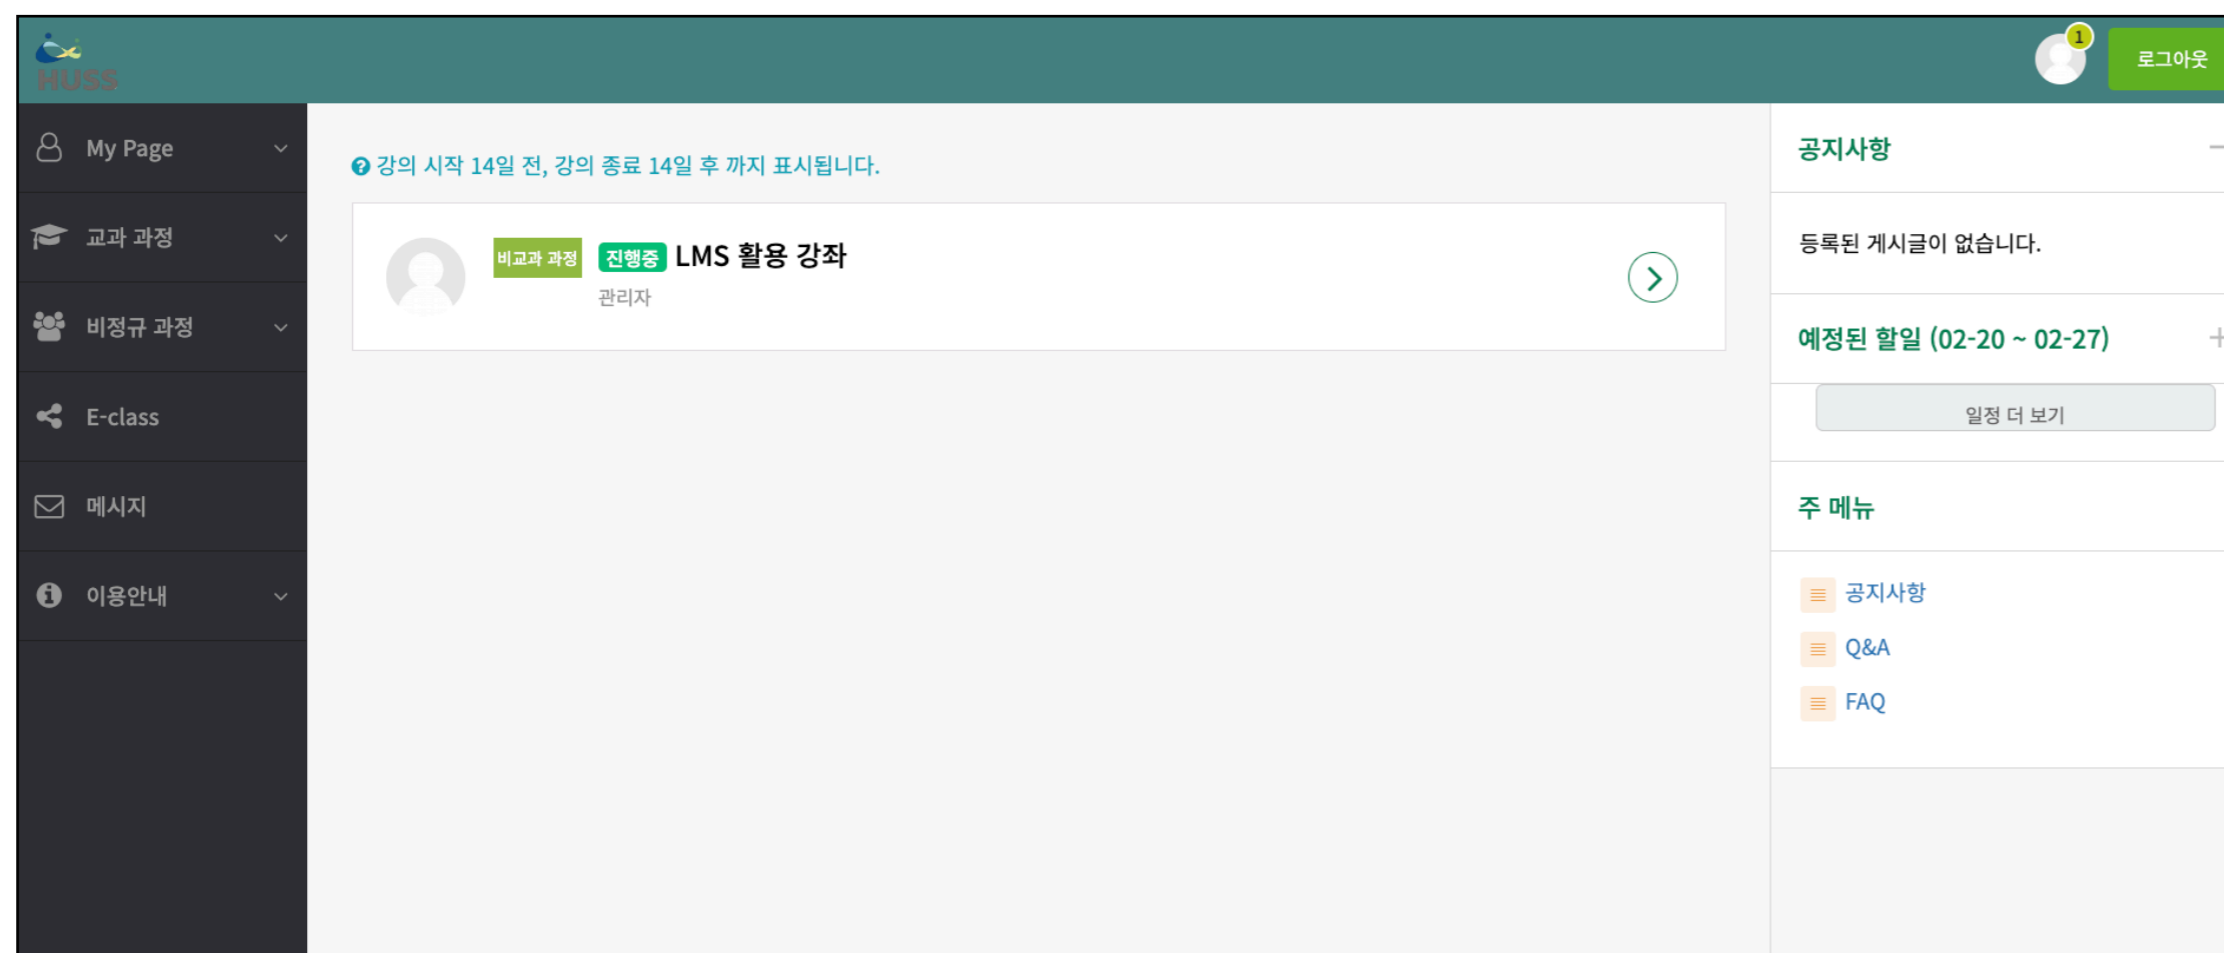 HUSS
1
로그아웃
My Page
교과 과정
비정규 과정
E-class
메시지
이용안내
강의 시작 14일 전, 강의 종료 14일 후 까지 표시됩니다.
비교과 과정 진행중 LMS 활용 강좌
관리자
공지사항
등록된 게시글이 없습니다.
예정된 할일 (02-20 ~ 02-27)
일정 더 보기
주 메뉴
공지사항
Q&A
FAQ